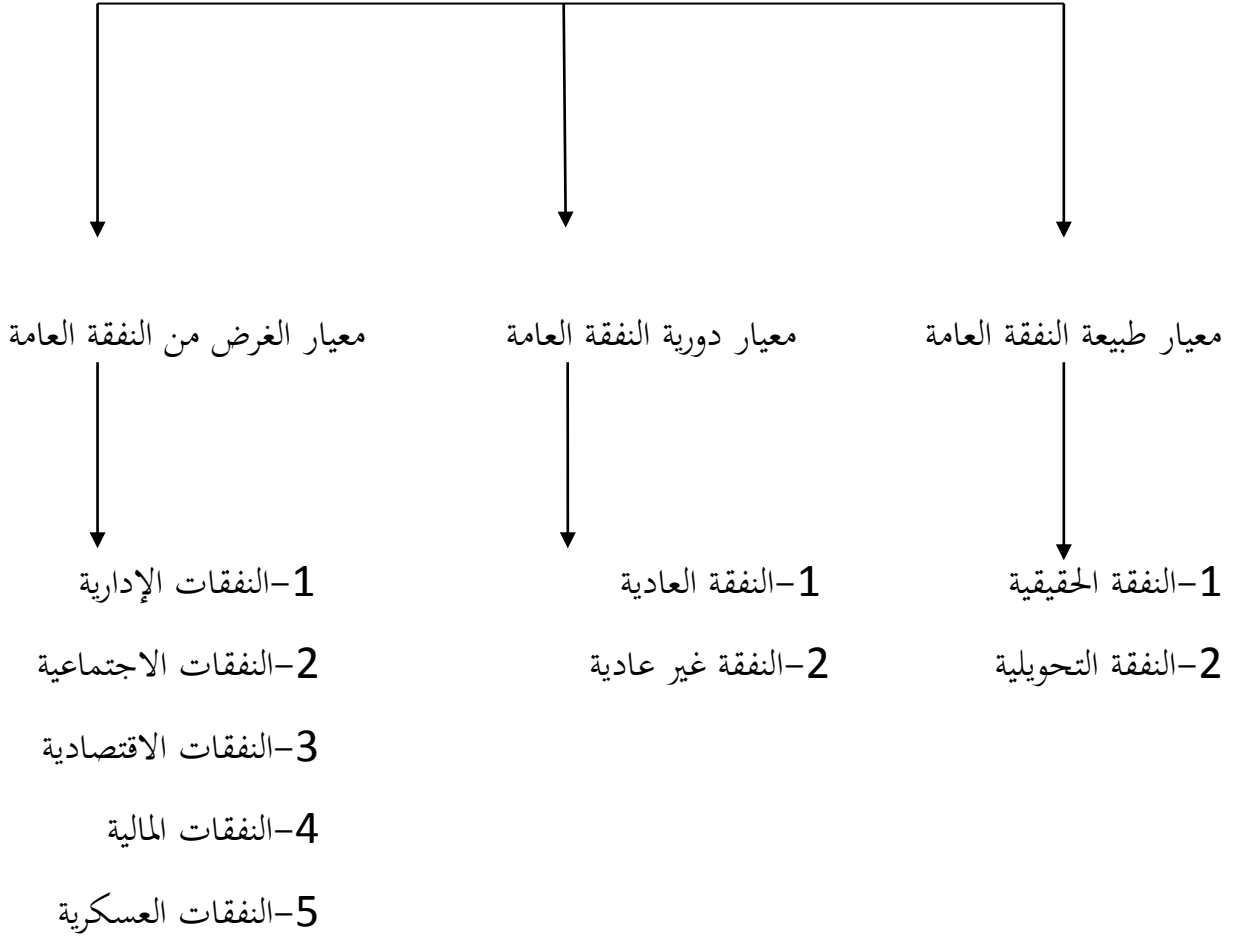 معيار طبيعة النفقة العامة
معيار دورية النفقة العامة
معيار الغرض من النفقة العامة
1-النفقة الحقيقية
2-النفقة التحويلية
1-النفقة العادية
2-النفقة غير عادية
1-النفقات الإدارية
2-النفقات الاجتماعية
3-النفقات الاقتصادية
4-النفقات المالية
5-النفقات العسكرية